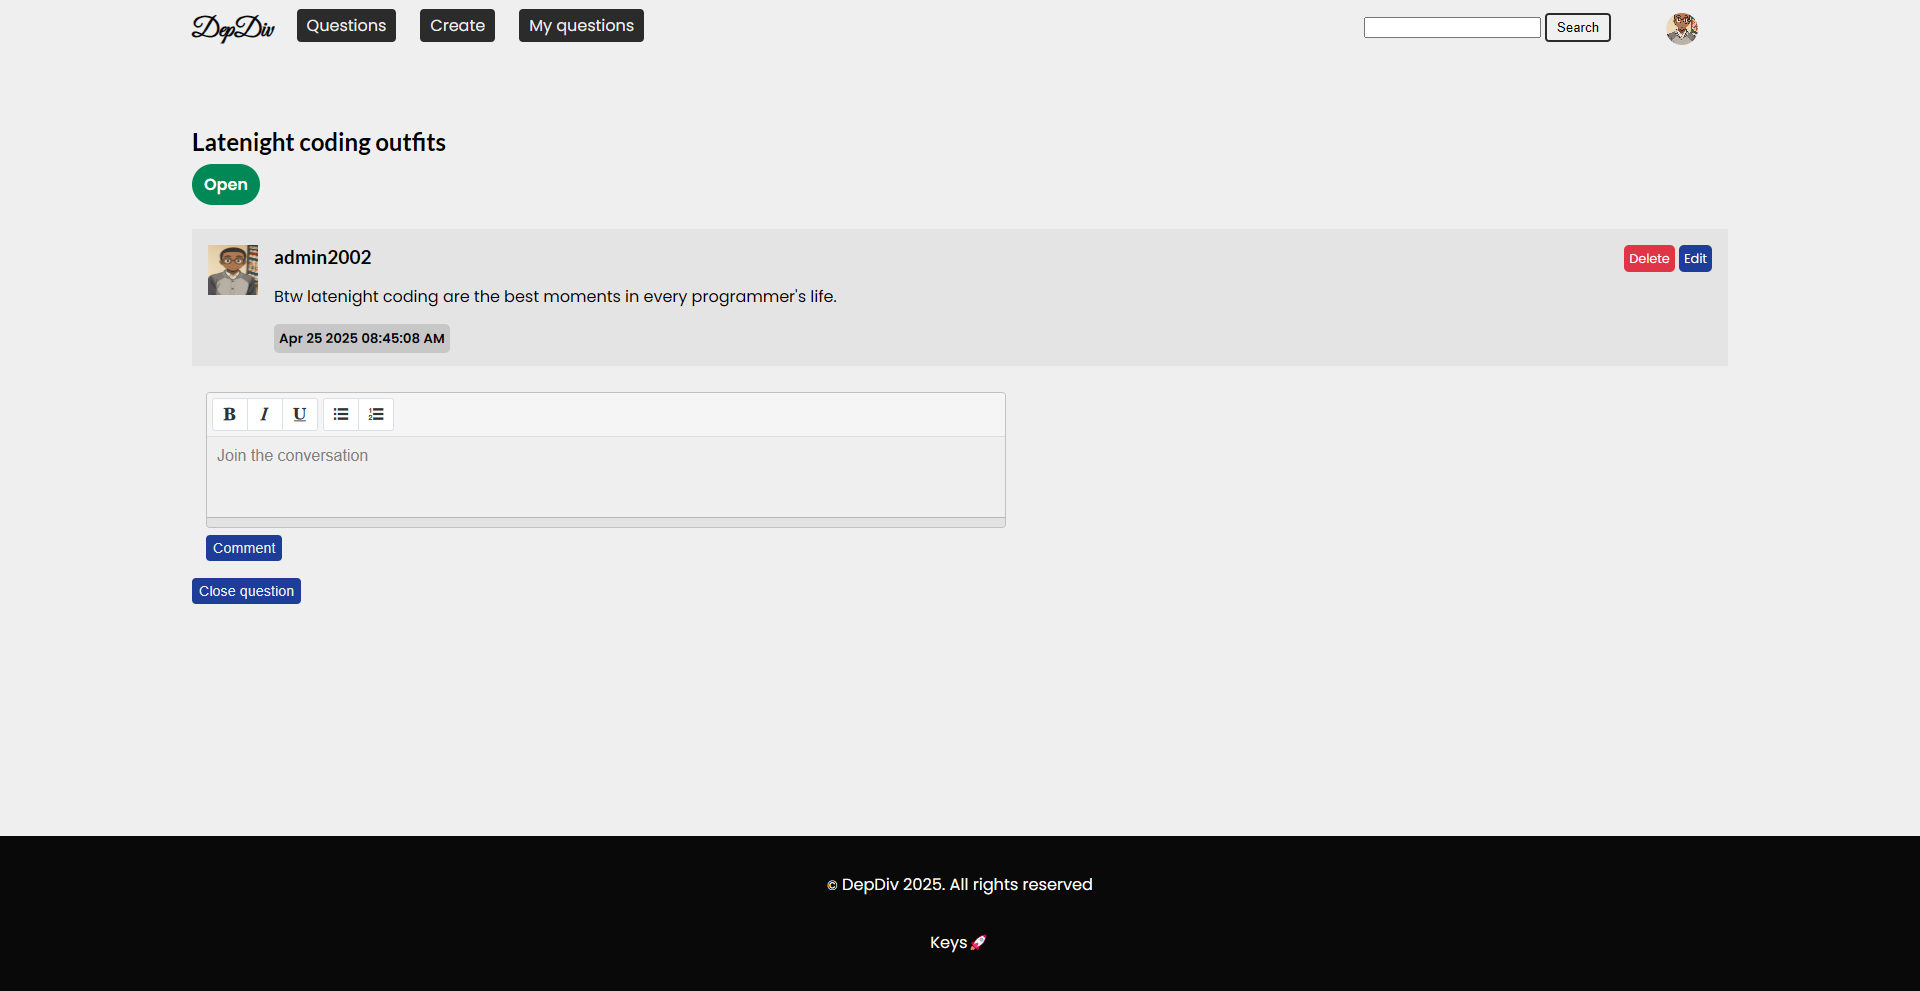 DepDiv Questions Create My questions Search
Latenight coding outfits
Open
admin2002 Delete Edit
Btw latenight coding are the best moments in every programmer's life.
Apr 25 2025 08:45:08 AM
B I U
Join the conversation
Comment
Close question
© DepDiv 2025. All rights reserved
Keys🚀